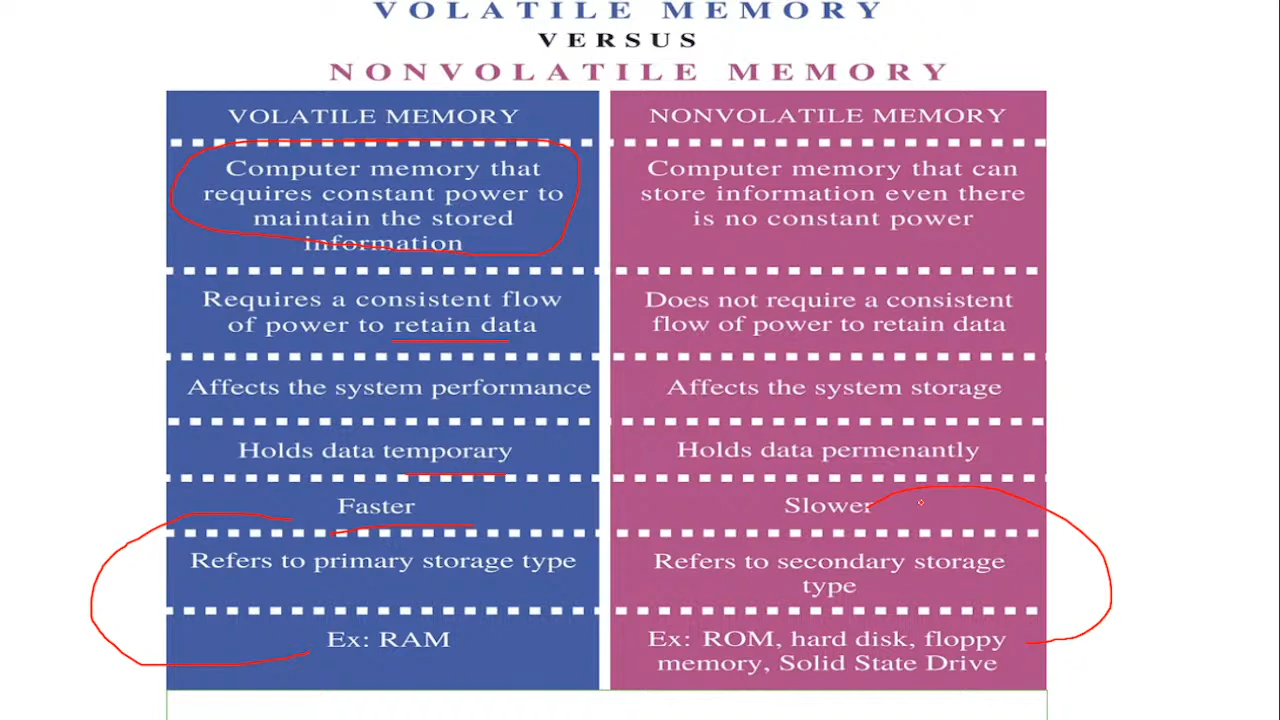 VOLATILE MEMORY
VERSUS
NONVOLATILE MEMORY
VOLATILE MEMORY
Computer memory that
requires constant power to
maintain the stored
information
Requires a consistent flow
of power to retain data
Affects the system performance
Holds data temporary
Faster
Refers to primary storage type
Ex: RAM
NONVOLATILE MEMORY
Computer memory that can
store information even there
is no constant power
Does not require a consistent
flow of power to retain data
Affects the system storage
Holds data permenantly
Slower
Refers to secondary storage
type
Ex: ROM, hard disk, floppy
memory, Solid State Drive